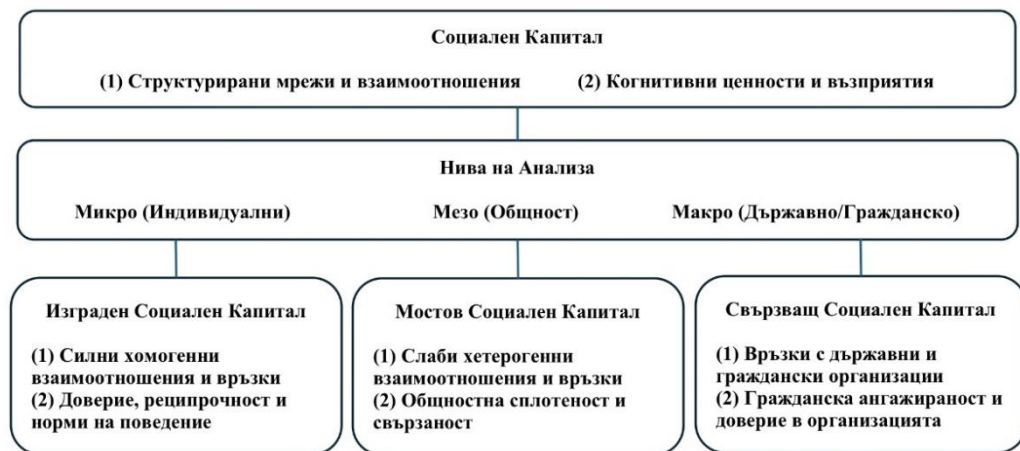 Социален Капитал
(1) Структурирани мрежи и взаимоотношения (2) Когнитивни ценности и възприятия
Нива на Анализа
Микро (Индивидуални) Мезо (Общност) Макро (Държавно/Гражданско)
Изграден Социален Капитал
(1) Силни хомогенни
взаимоотношения и връзки
(2) Доверие, реципрочност и
норми на поведение
Мостов Социален Капитал
(1) Слаби хетерогенни
взаимоотношения и връзки
(2) Общностна сплотеност и
свързаност
Свързващ Социален Капитал
(1) Връзки с държавни и
граждански организации
(2) Гражданска ангажираност и
доверие в организацията